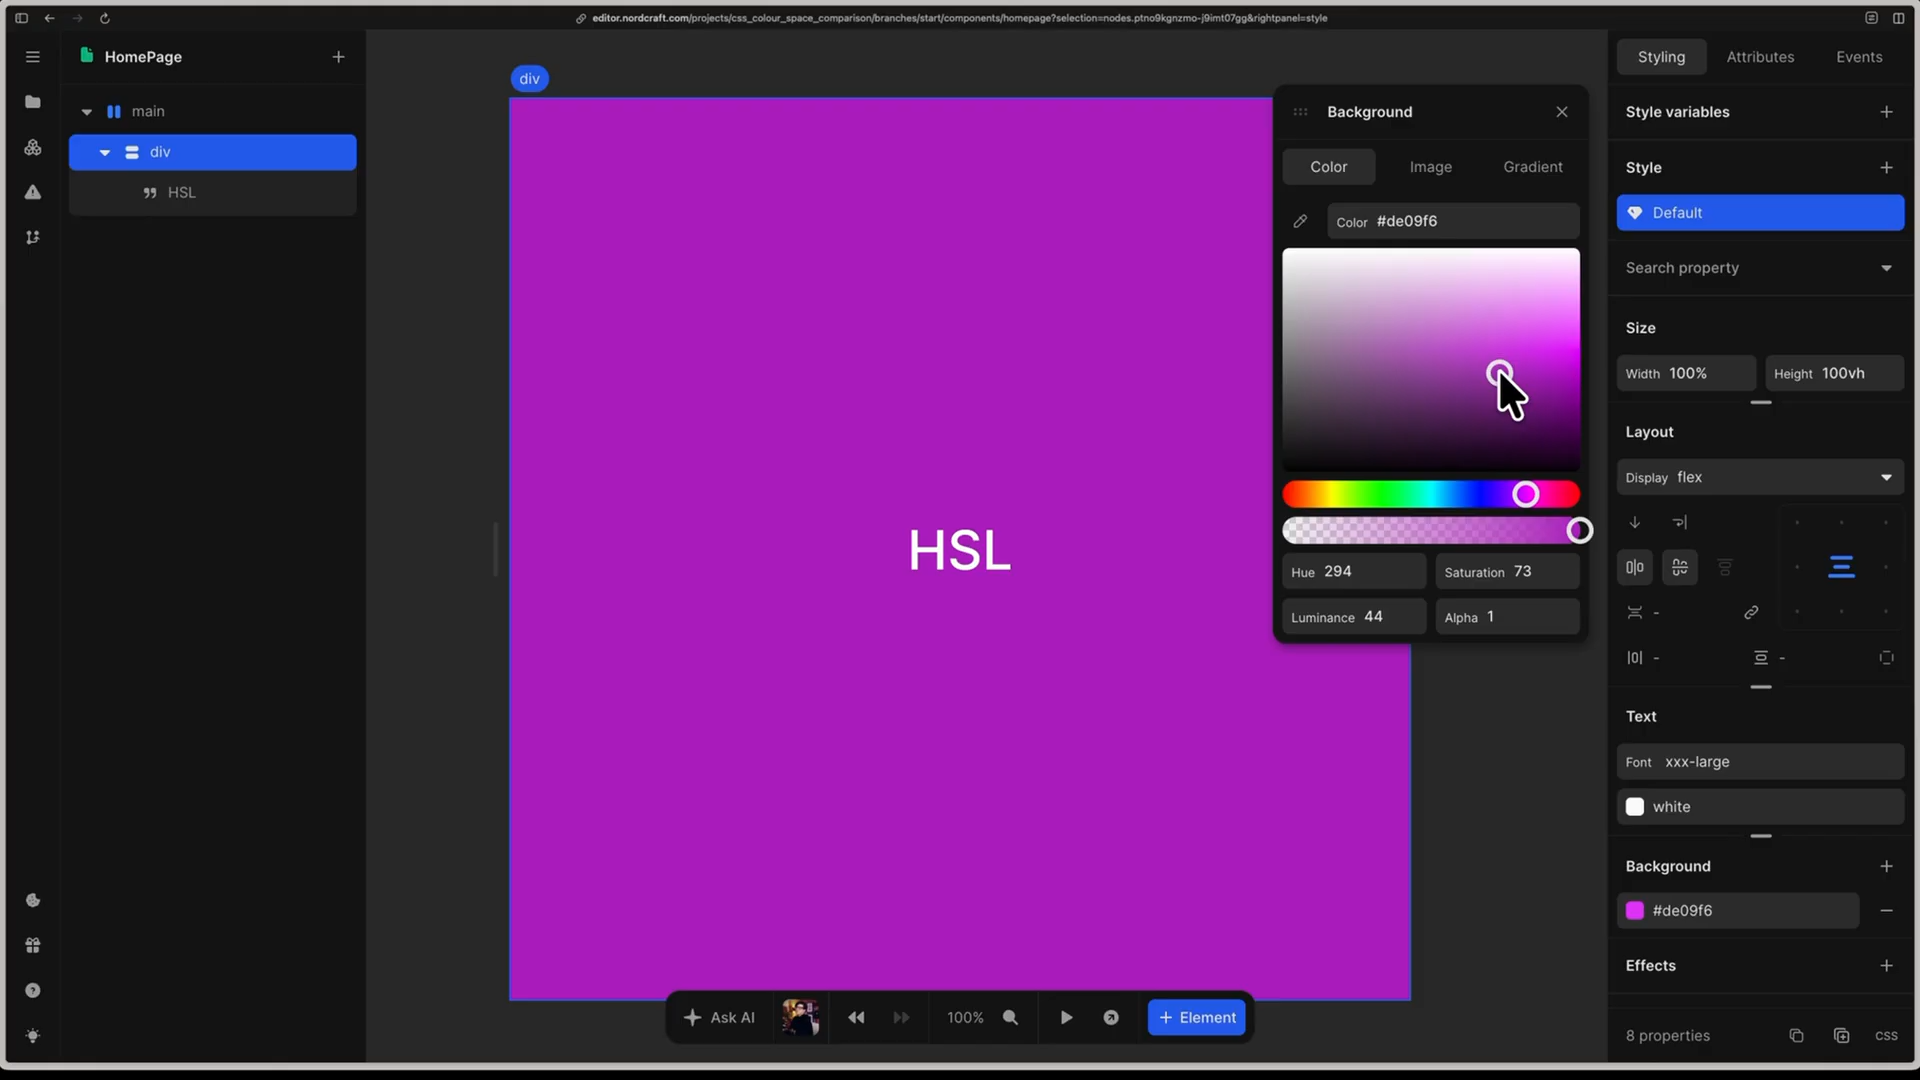 editor.nordcraft.com/projects/css_colour_space_comparison/branches/start/components/homepage?selection=nodes.ptno9kgnzmo-j9imt07gg&rightpanel=style
HomePage
main
div
HSL
div
HSL
Background
Color Image Gradient
Color #de09f6
Hue 294 Saturation 73
Luminance 44 Alpha 1
Styling Attributes Events
Style variables
Style
Default
Search property
Size
Width 100% Height 100vh
Layout
Display flex
Text
Font xxx-large
white
Background
#de09f6
Effects
8 properties CSS
Ask AI 100% Element